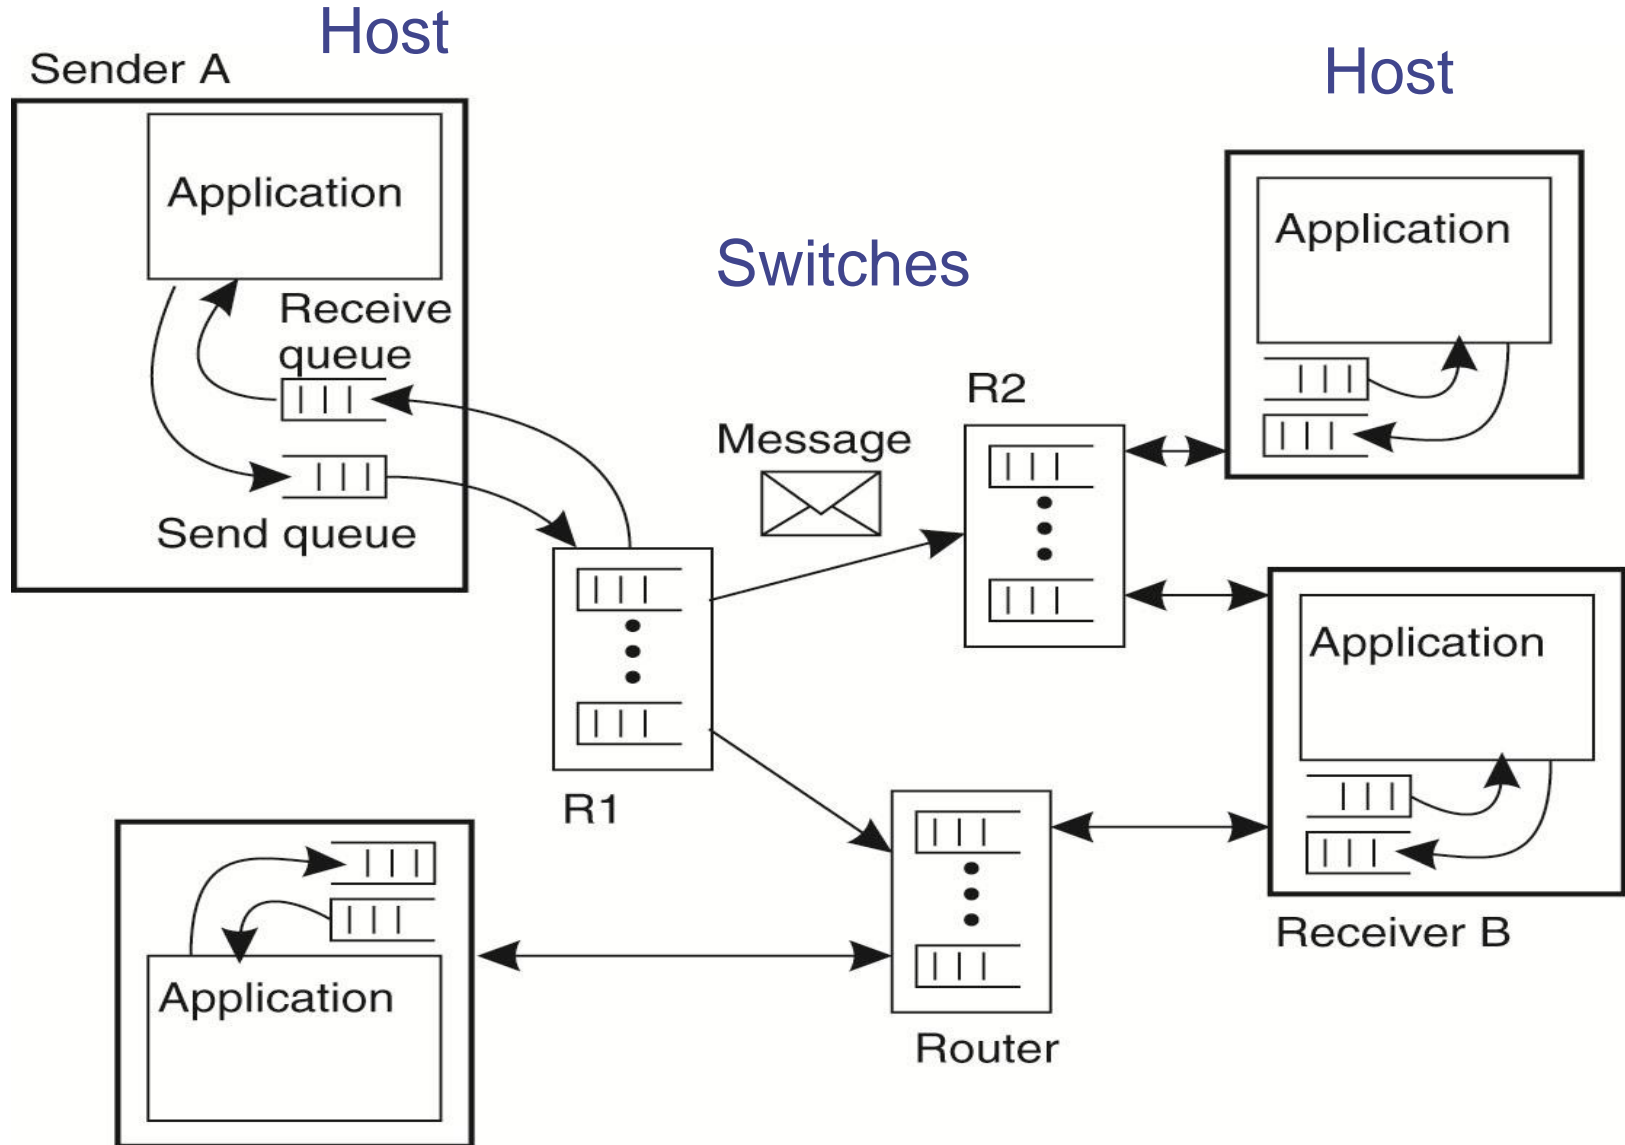 Host
Sender A
Host
Application
Application
Switches
Receive
queue
R2
Message
Send queue
Application
R1
Receiver B
Application
Router